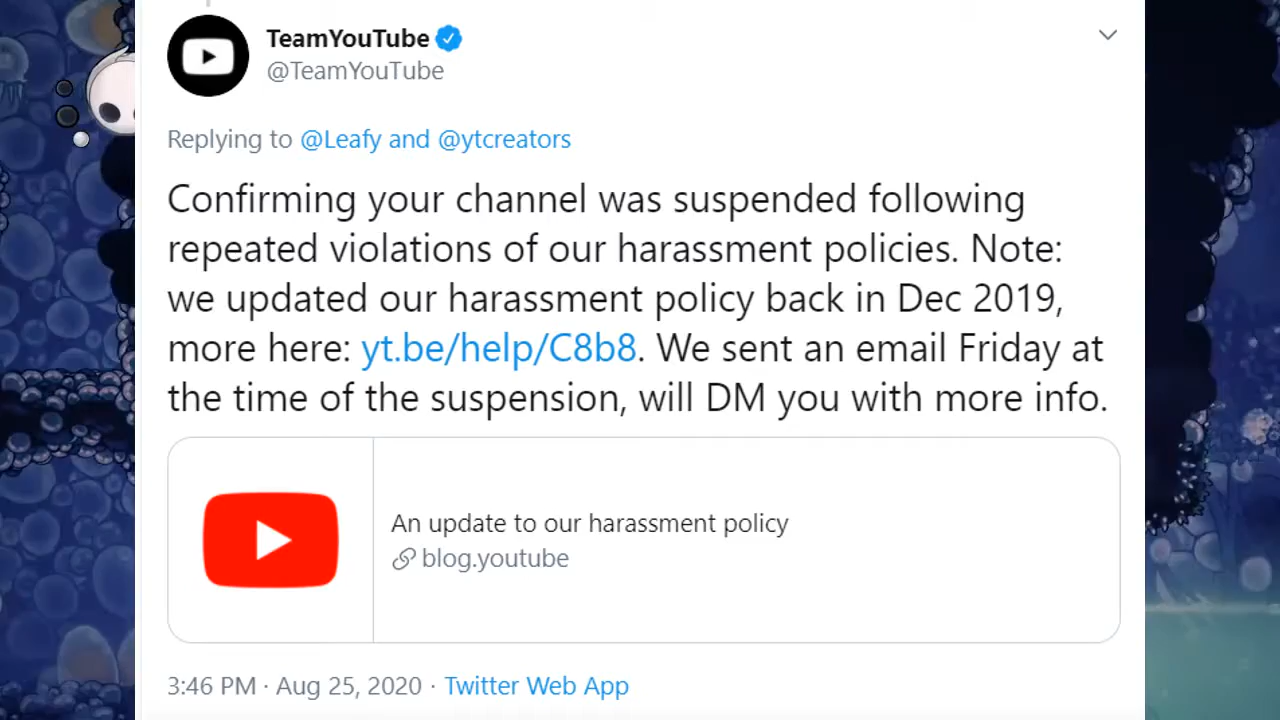 TeamYouTube
@TeamYouTube
Replying to @Leafy and @ytcreators
Confirming your channel was suspended following
repeated violations of our harassment policies. Note:
we updated our harassment policy back in Dec 2019,
more here: yt.be/help/C8b8. We sent an email Friday at
the time of the suspension, will DM you with more info.
An update to our harassment policy
blog.youtube
3:46 PM · Aug 25, 2020 · Twitter Web App